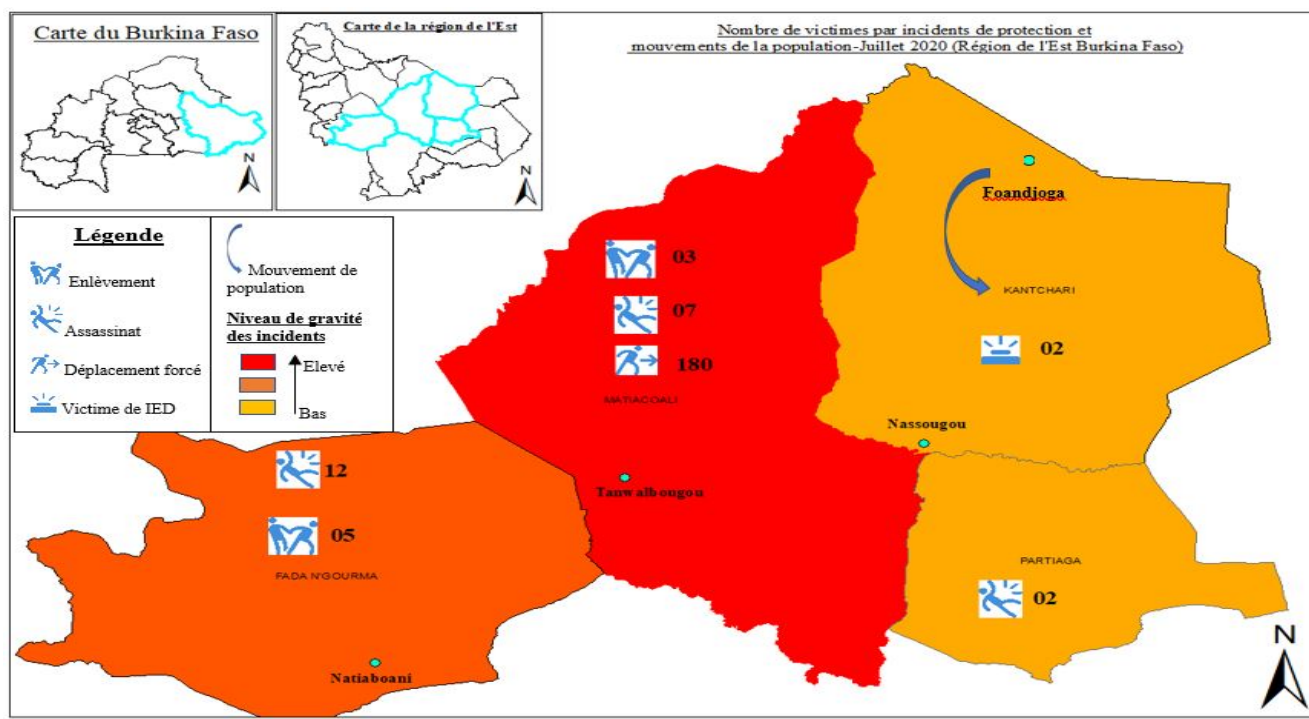 Carte du Burkina Faso
N
Carte de la région de l'Est
N
Nombre de victimes par incidents de protection et
mouvements de la population-Juillet 2020 (Région de l'Est Burkina Faso)
Légende
Enlèvement
Assassinat
Déplacement forcé
Victime de IED
Mouvement de
population
Niveau de gravité
des incidents
Elevé
Bas
Foandjoga
KANTCHARI
02
Nassougou
03
07
180
MATIACOALI
Tanwalbougou
12
05
FADA N'GOURMA
Natiaboani
PARTIAGA
02
N